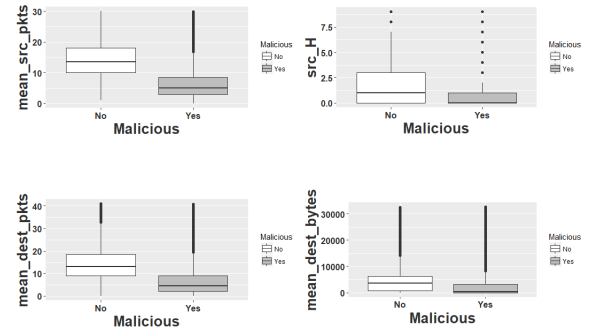 mean_src_pkts
30
20
10
0
No
Yes
Malicious
Malicious
No
Yes
src_H
7.5
5.0
2.5
0.0
No
Yes
Malicious
Malicious
No
Yes
mean_dest_pkts
40
30
20
10
0
No
Yes
Malicious
Malicious
No
Yes
mean_dest_bytes
30000
20000
10000
0
No
Yes
Malicious
Malicious
No
Yes